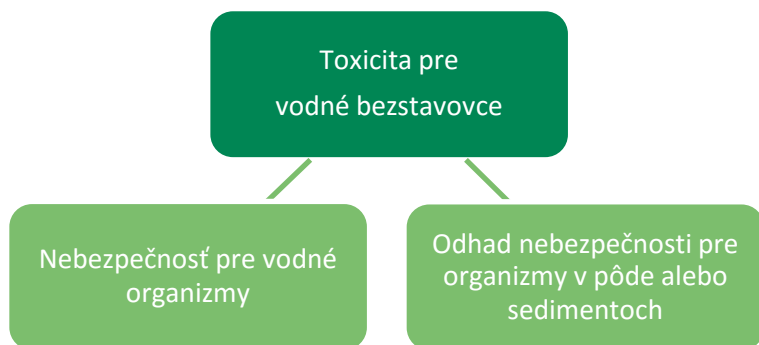 Toxicita pre
vodné bezstavovce
Nebezpečnosť pre vodné
organizmy
Odhad nebezpečnosti pre
organizmy v pôde alebo
sedimentoch